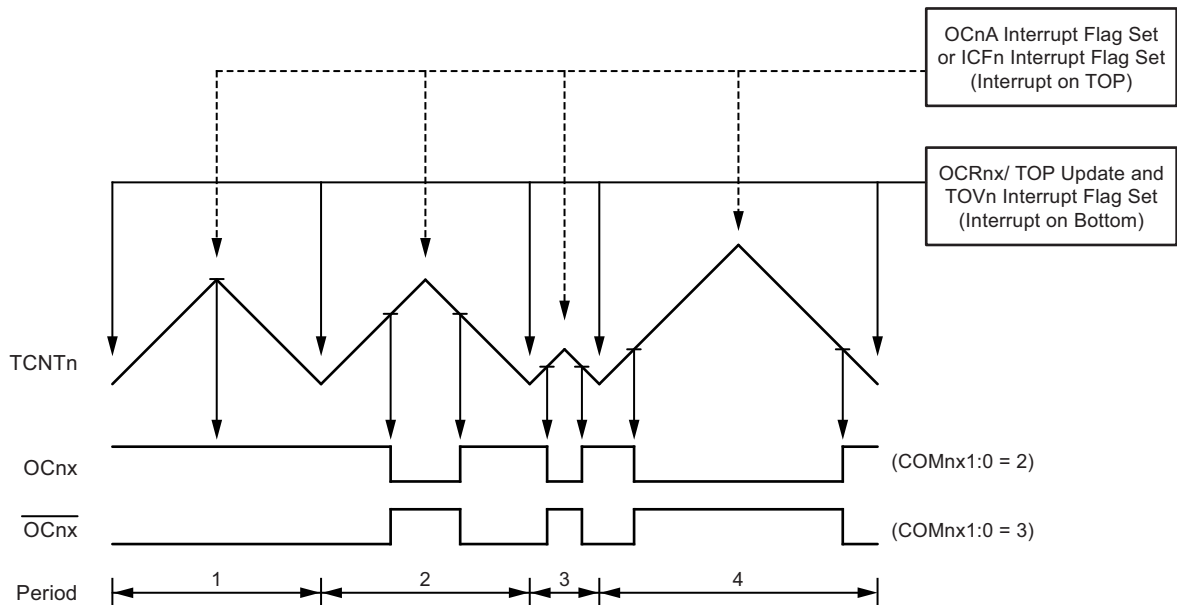 OCnA Interrupt Flag Set
or ICFn Interrupt Flag Set
(Interrupt on TOP)
OCRnx/ TOP Update and
TOVn Interrupt Flag Set
(Interrupt on Bottom)
TCNTn
OCnx
(COMnx1:0 = 2)
OCnx
(COMnx1:0 = 3)
Period
1
2
3
4